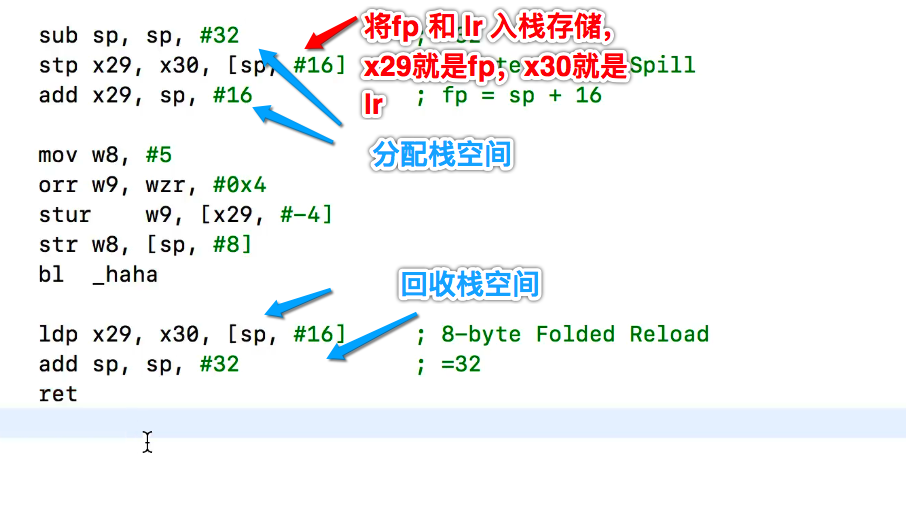 sub sp, sp, #32
stp x29, x30, [sp, #16] Spill
add x29, sp, #16 ; fp = sp + 16
将fp 和 lr 入栈存储，
x29就是fp，x30就是
lr
分配栈空间
mov w8, #5
orr w9, wzr, #0x4
stur w9, [x29, #-4]
str w8, [sp, #8]
bl _haha
回收栈空间
ldp x29, x30, [sp, #16] ; 8-byte Folded Reload
add sp, sp, #32 ; =32
ret